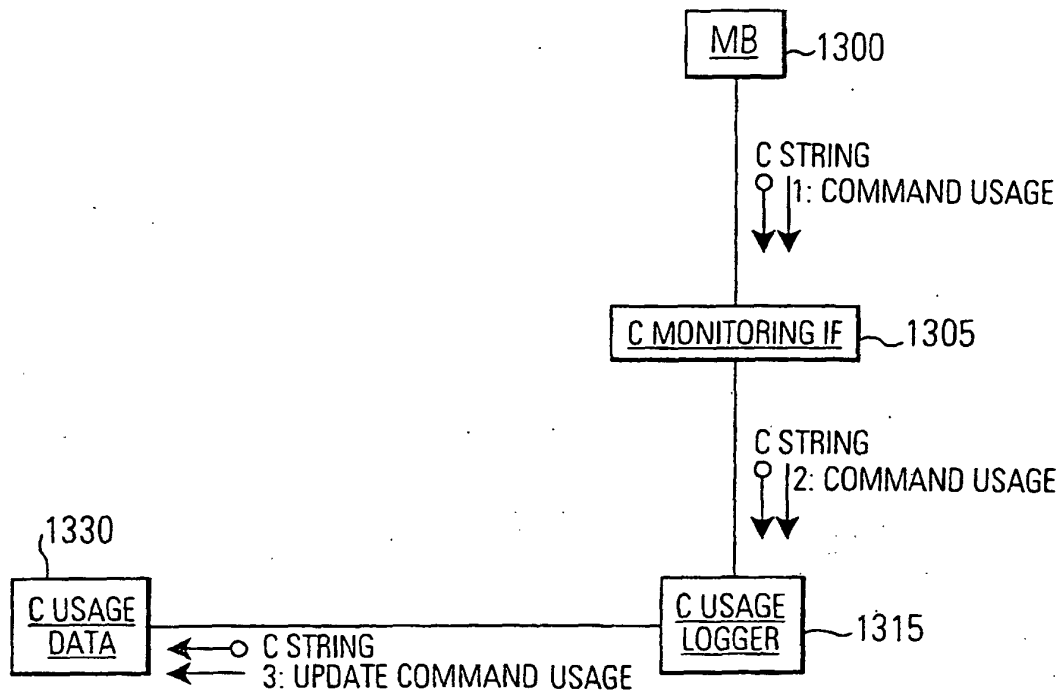 MB
1300
C STRING
1: COMMAND USAGE
C MONITORING IF
1305
C STRING
2: COMMAND USAGE
1330
C USAGE
DATA
C STRING
3: UPDATE COMMAND USAGE
C USAGE
LOGGER
1315